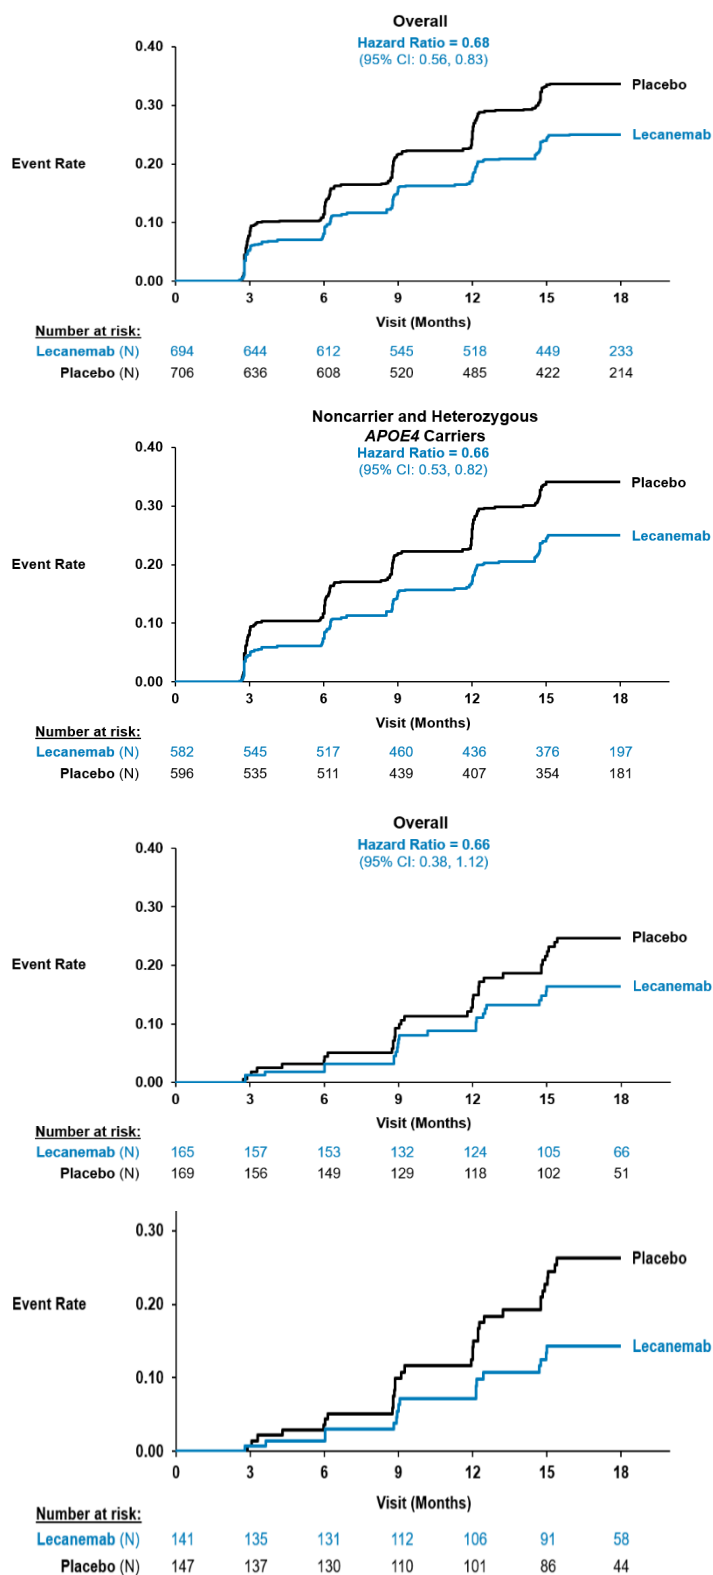 Overall
Hazard Ratio = 0.68
(95% CI: 0.56, 0.83)
0.40
Placebo
0.30
Lecanemab
Event Rate
0.20
0.10
0.00
0 3 6 9 12 15 18
Visit (Months)
Number at risk:
Lecanemab (N) 694 644 612 545 518 449 233
Placebo (N) 706 636 608 520 485 422 214
Noncarrier and Heterozygous
APOE4 Carriers
Hazard Ratio = 0.66
(95% CI: 0.53, 0.82)
0.40
Placebo
0.30
Lecanemab
Event Rate
0.20
0.10
0.00
0 3 6 9 12 15 18
Visit (Months)
Number at risk:
Lecanemab (N) 582 545 517 460 436 376 197
Placebo (N) 596 535 511 439 407 354 181
Overall
Hazard Ratio = 0.66
(95% CI: 0.38, 1.12)
0.40
0.30
Placebo
Event Rate
0.20
Lecanemab
0.10
0.00
0 3 6 9 12 15 18
Visit (Months)
Number at risk:
Lecanemab (N) 165 157 153 132 124 105 66
Placebo (N) 169 156 149 129 118 102 51
0.30
Placebo
Event Rate
0.20
Lecanemab
0.10
0.00
0 3 6 9 12 15 18
Visit (Months)
Number at risk:
Lecanemab (N) 141 135 131 112 106 91 58
Placebo (N) 147 137 130 110 101 86 44